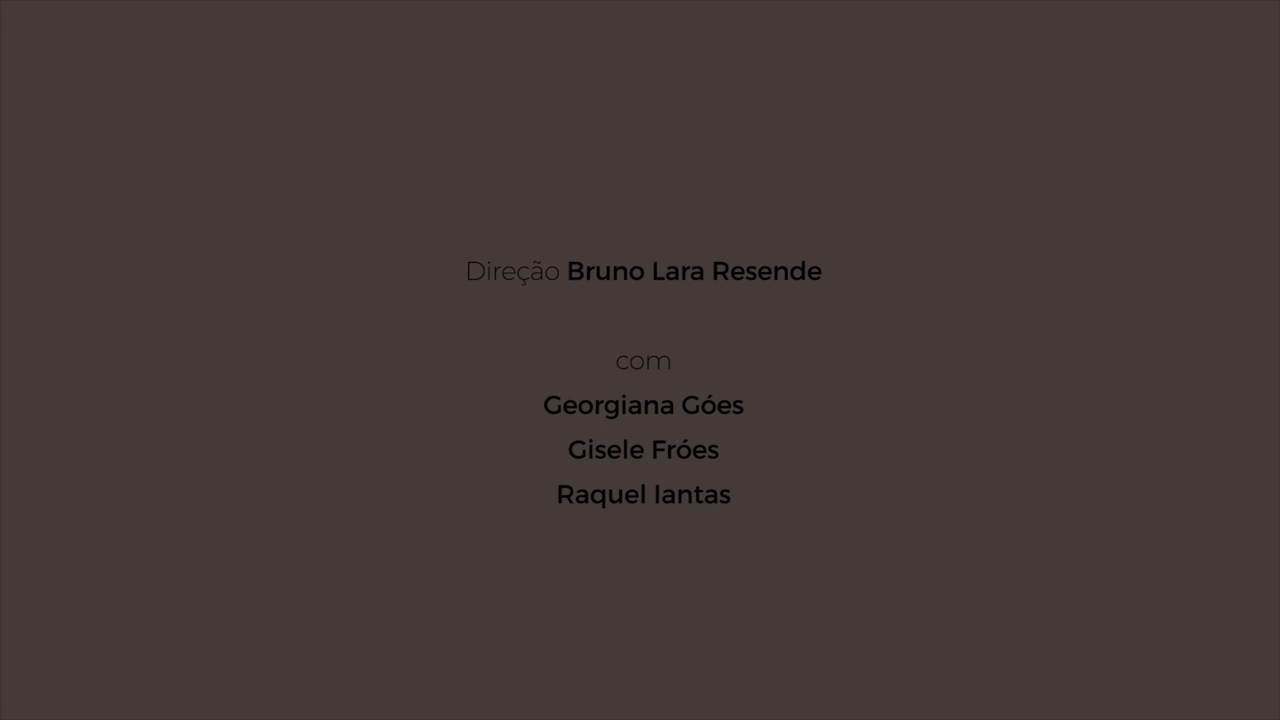 Direção Bruno Lara Resende
com
Georgiana Góes
Gisele Fróes
Raquel Iantas